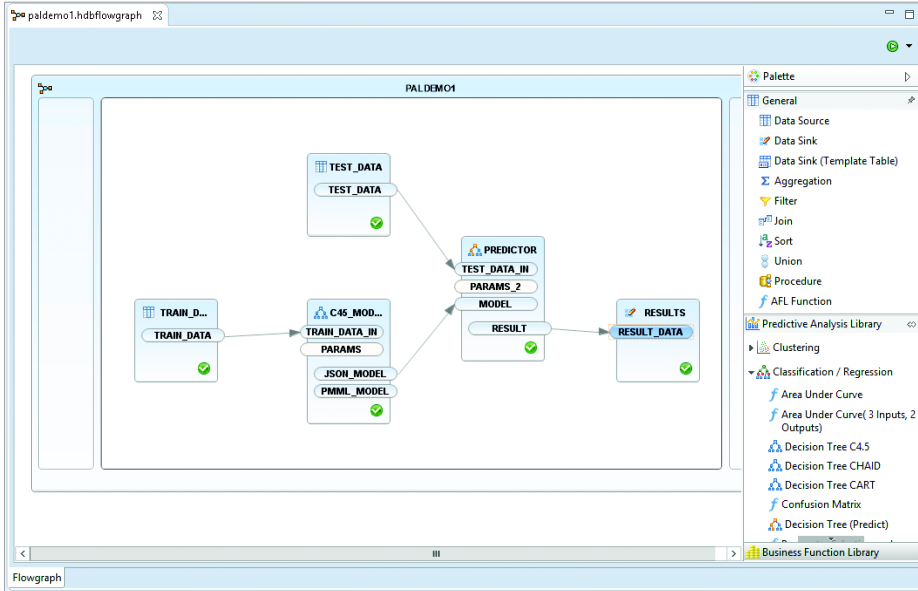 paldemo1.hdbflowgraph
PALDEMO1
TEST_DATA
TEST_DATA
TRAIN_D...
TRAIN_DATA
C45_MOD...
TRAIN_DATA_IN
PARAMS
JSON_MODEL
PMML_MODEL
PREDICTOR
TEST_DATA_IN
PARAMS_2
MODEL
RESULT
RESULTS
RESULT_DATA
Palette
General
Data Source
Data Sink
Data Sink (Template Table)
Aggregation
Filter
Join
Sort
Union
Procedure
AFL Function
Predictive Analysis Library
Clustering
Classification / Regression
Area Under Curve
Area Under Curve( 3 Inputs, 2
Outputs)
Decision Tree C4.5
Decision Tree CHAID
Decision Tree CART
Confusion Matrix
Decision Tree (Predict)
Business Function Library
Flowgraph